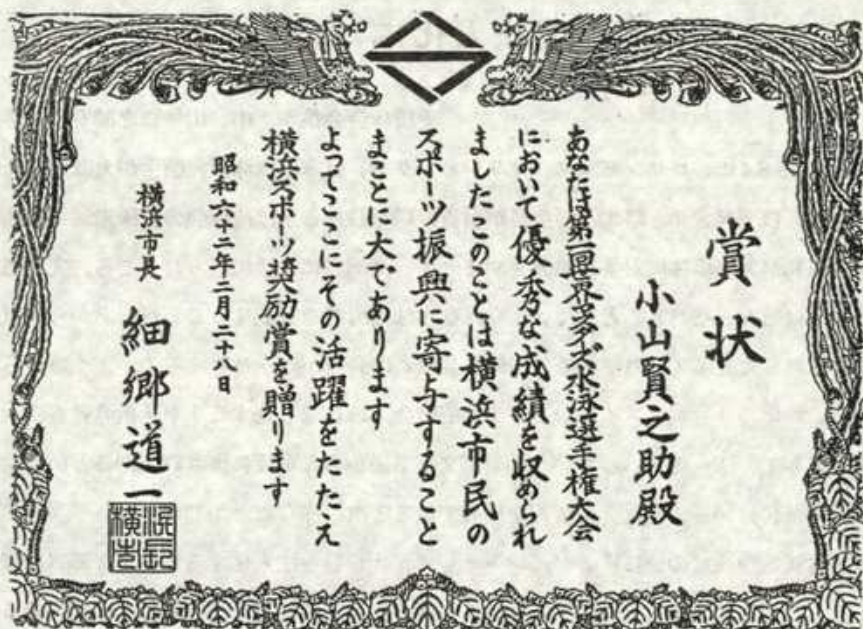 賞状
小山賢之助殿
あなたは第一回世界マスターズ水泳選手権大会
において優秀な成績を収められ
ましたこのことは横浜市民の
スポーツ振興に寄与すること
まことに大であります
よってここにその活躍をたたえ
横浜スポーツ奨励賞を贈ります
昭和六十二年二月二十八日
横浜市長 細郷道一